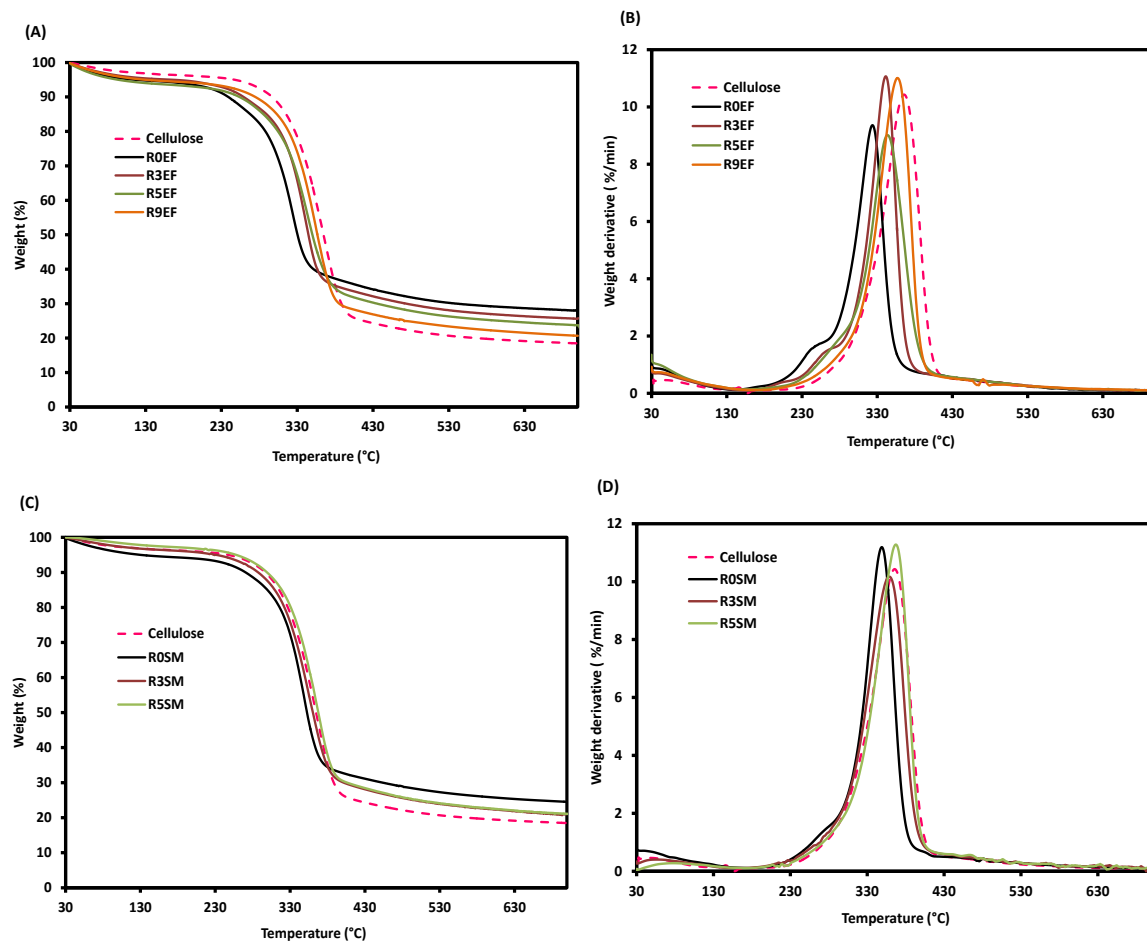 (A)
100
90
80
70
60
50
40
30
20
10
0
Weight (%)
Cellulose
R0EF
R3EF
R5EF
R9EF
30 130 230 330 430 530 630
Temperature (°C)
(B)
12
10
8
6
4
2
0
Weight derivative ( %/min)
Cellulose
R0EF
R3EF
R5EF
R9EF
30 130 230 330 430 530 630
Temperature (°C)
(C)
100
90
80
70
60
50
40
30
20
10
0
Weight (%)
Cellulose
R0SM
R3SM
R5SM
30 130 230 330 430 530 630
Temperature (°C)
(D)
12
10
8
6
4
2
0
Weight derivative ( %/min)
Cellulose
R0SM
R3SM
R5SM
30 130 230 330 430 530 630
Temperature (°C)